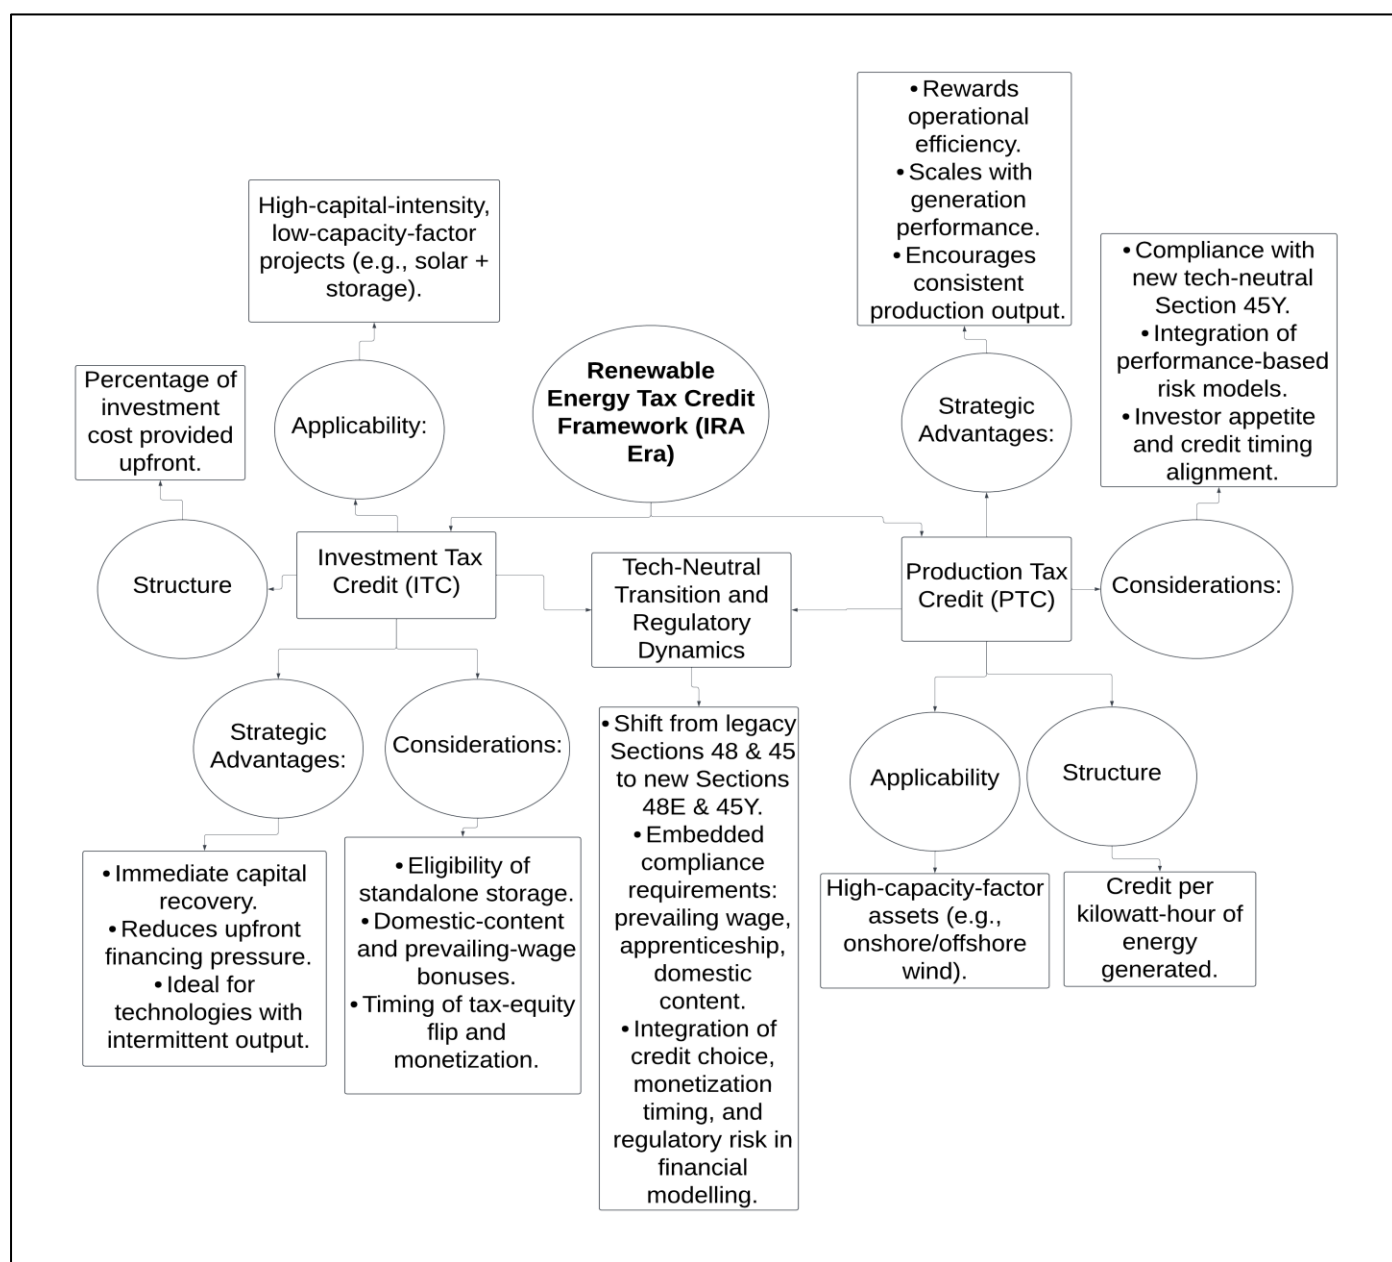 Renewable
Energy Tax Credit
Framework (IRA
Era)
Investment Tax
Credit (ITC)
Applicability:
High-capital-intensity,
low-capacity-factor
projects (e.g., solar +
storage).
Structure
Percentage of
investment
cost provided
upfront.
Strategic
Advantages:
• Immediate capital
recovery.
• Reduces upfront
financing pressure.
• Ideal for
technologies with
intermittent output.
Considerations:
• Eligibility of
standalone storage.
• Domestic-content
and prevailing-wage
bonuses.
• Timing of tax-equity
flip and
monetization.
Tech-Neutral
Transition and
Regulatory
Dynamics
• Shift from legacy
Sections 48 & 45
to new Sections
48E & 45Y.
• Embedded
compliance
requirements:
prevailing wage,
apprenticeship,
domestic
content.
• Integration of
credit choice,
monetization
timing, and
regulatory risk in
financial
modelling.
Production Tax
Credit (PTC)
Strategic
Advantages:
• Rewards
operational
efficiency.
• Scales with
generation
performance.
• Encourages
consistent
production output.
Considerations:
• Compliance with
new tech-neutral
Section 45Y.
• Integration of
performance-based
risk models.
• Investor appetite
and credit timing
alignment.
Applicability
High-capacity-factor
assets (e.g.,
onshore/offshore
wind).
Structure
Credit per
kilowatt-hour of
energy
generated.